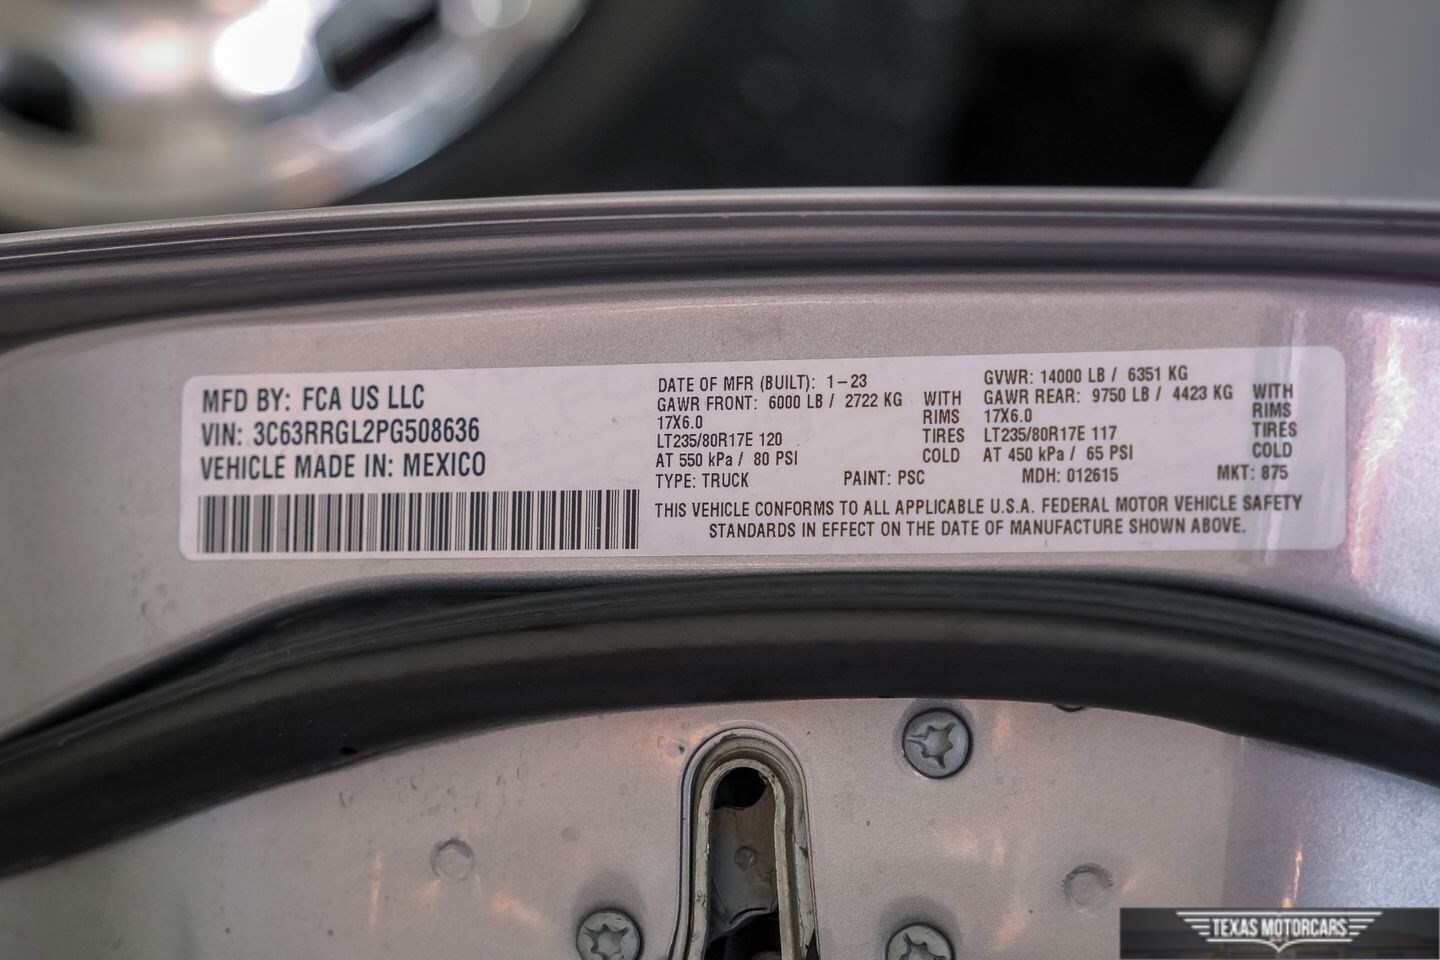 MFD BY: FCA US LLC
VIN: 3C63RRGL2PG508636
VEHICLE MADE IN: MEXICO
DATE OF MFR (BUILT): 1-23
GAWR FRONT: 6000 LB / 2722 KG WITH
17X6.0 RIMS
LT235/80R17E 120 TIRES
AT 550 kPa / 80 PSI COLD
GVWR: 14000 LB / 6351 KG
GAWR REAR: 9750 LB / 4423 KG WITH
17X6.0 RIMS
LT235/80R17E 117 TIRES
AT 450 kPa / 65 PSI COLD
TYPE: TRUCK PAINT: PSC MDH: 012615 MKT: 875
THIS VEHICLE CONFORMS TO ALL APPLICABLE U.S.A. FEDERAL MOTOR VEHICLE SAFETY
STANDARDS IN EFFECT ON THE DATE OF MANUFACTURE SHOWN ABOVE.
TEXAS MOTORCARS